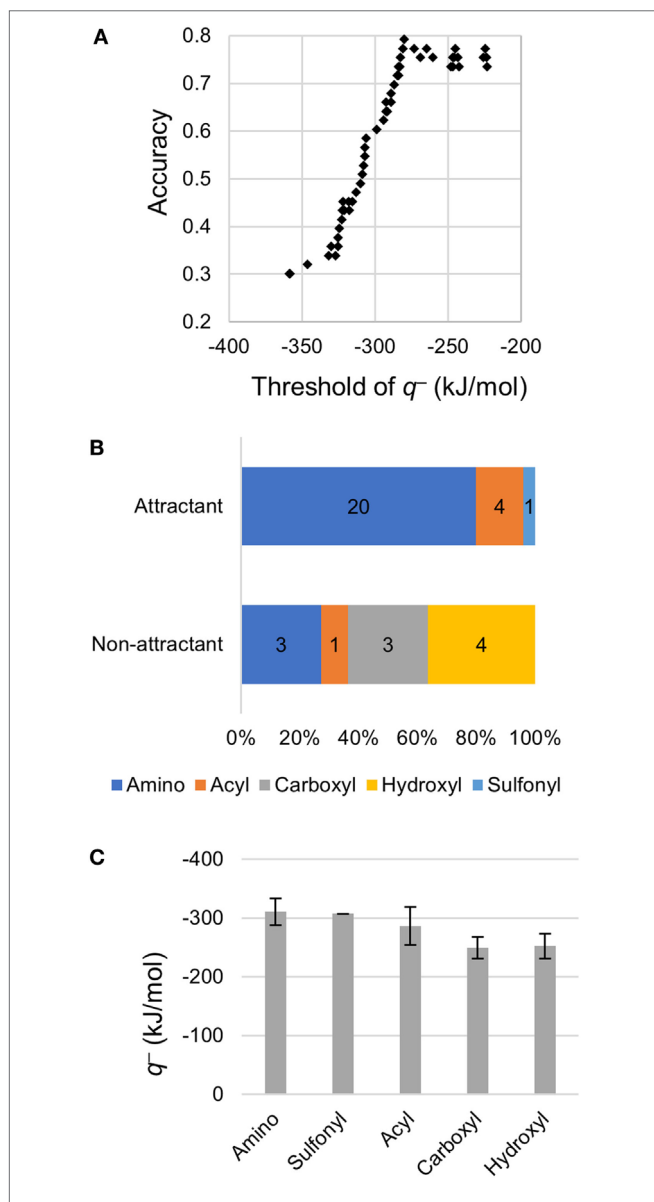 A
0.8
0.7
0.6
0.5
0.4
0.3
0.2
Accuracy
-400 -350 -300 -250 -200
Threshold of q⁻ (kJ/mol)
B
Attractant 20 4 1
Non-attractant 3 1 3 4
0% 20% 40% 60% 80% 100%
Amino Acyl Carboxyl Hydroxyl Sulfonyl
C
-400
-300
-200
-100
0
q⁻ (kJ/mol)
Amino Sulfonyl Acyl Carboxyl Hydroxyl